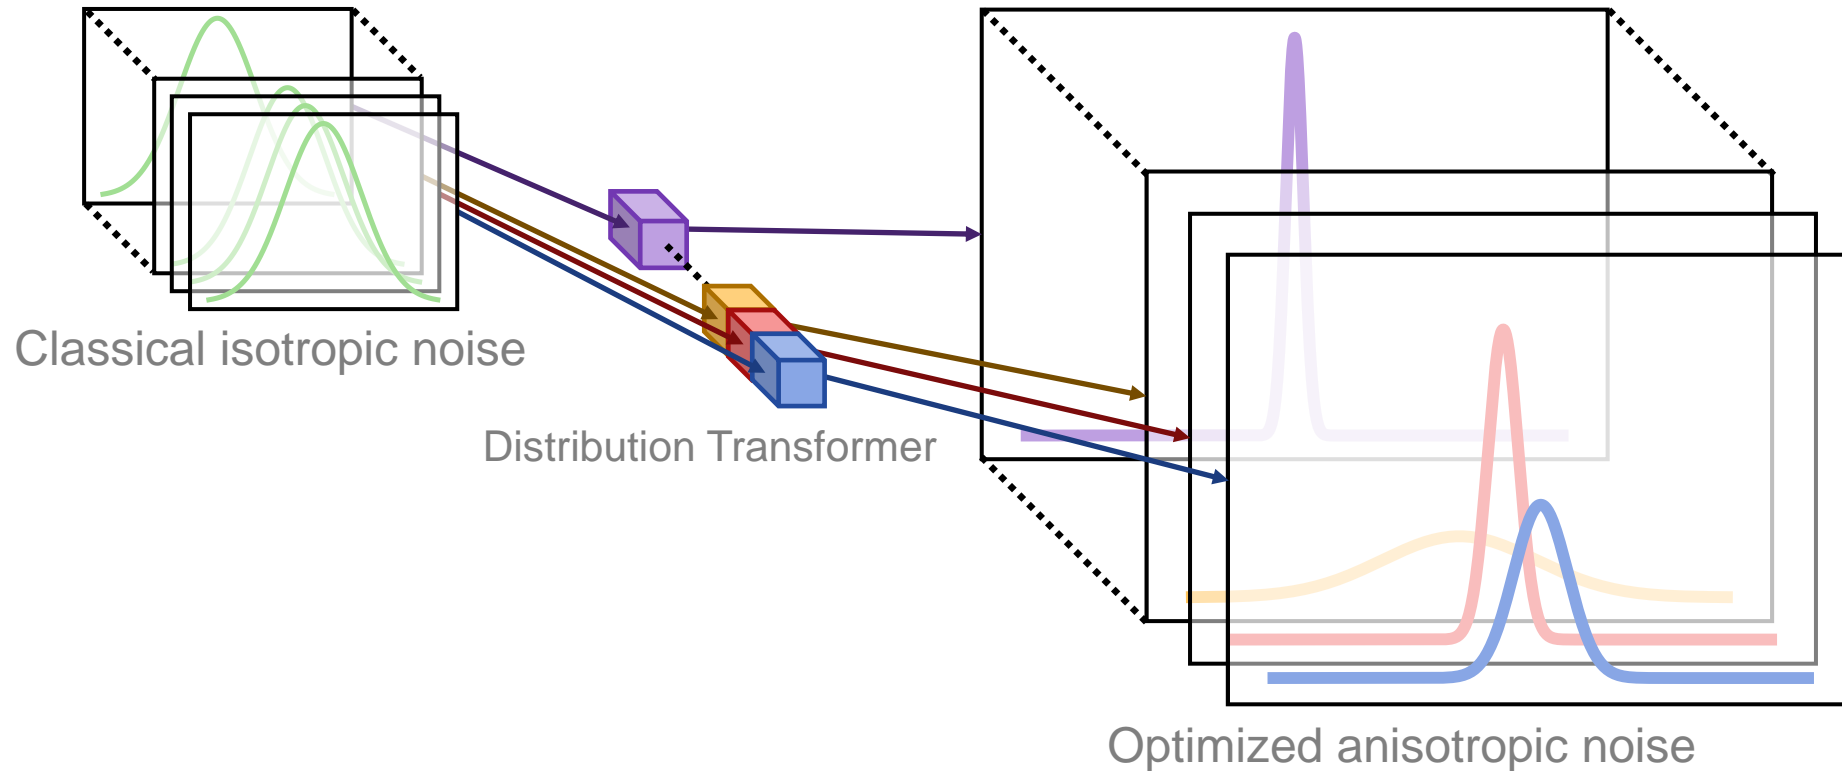 Classical isotropic noise
Distribution Transformer
Optimized anisotropic noise